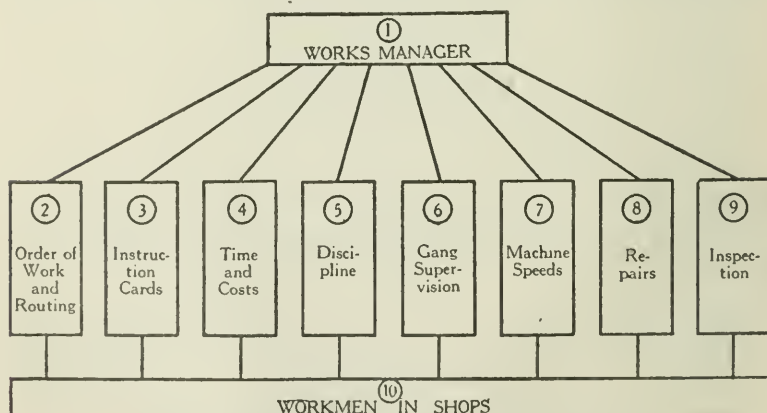 1
WORKS MANAGER
2
Order of
Work
and
Routing
3
Instruc-
tion
Cards
4
Time
and
Costs
5
Disci-
pline
6
Gang
Super-
vision
7
Machine
Speeds
8
Re-
pairs
9
Inspec-
tion
10
WORKMEN IN SHOPS